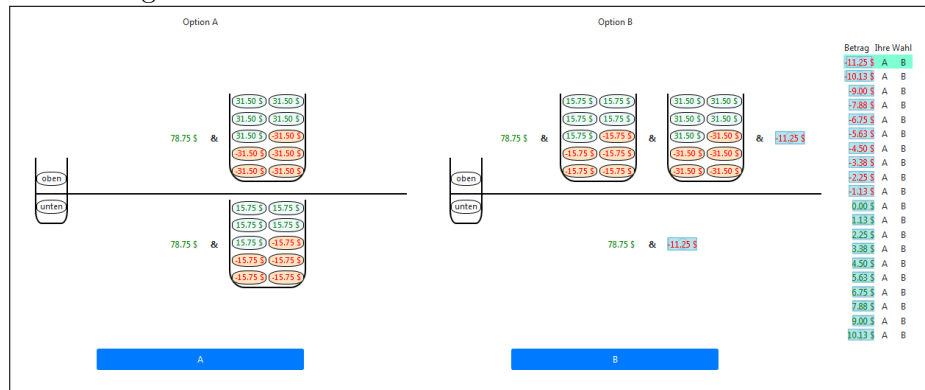 Option A
Option B
Betrag Ihre Wahl
-11.25 $ A B
-10.13 $ A B
-9.00 $ A B
-7.88 $ A B
-6.75 $ A B
-5.63 $ A B
-4.50 $ A B
-3.38 $ A B
-2.25 $ A B
-1.13 $ A B
0.00 $ A B
1.13 $ A B
2.25 $ A B
3.38 $ A B
4.50 $ A B
5.63 $ A B
6.75 $ A B
7.88 $ A B
9.00 $ A B
10.13 $ A B
oben
unten
78.75 $ &
31.50 $ 31.50 $
31.50 $ 31.50 $
31.50 $ -31.50 $
-31.50 $ -31.50 $
-31.50 $ -31.50 $
78.75 $ &
15.75 $ 15.75 $
15.75 $ 15.75 $
15.75 $ -15.75 $
-15.75 $ -15.75 $
-15.75 $ -15.75 $
A
oben
unten
78.75 $ &
15.75 $ 15.75 $
15.75 $ 15.75 $
15.75 $ -15.75 $
-15.75 $ -15.75 $
-15.75 $ -15.75 $
&
31.50 $ 31.50 $
31.50 $ 31.50 $
31.50 $ -31.50 $
-31.50 $ -31.50 $
-31.50 $ -31.50 $
& -11.25 $
78.75 $ & -11.25 $
B